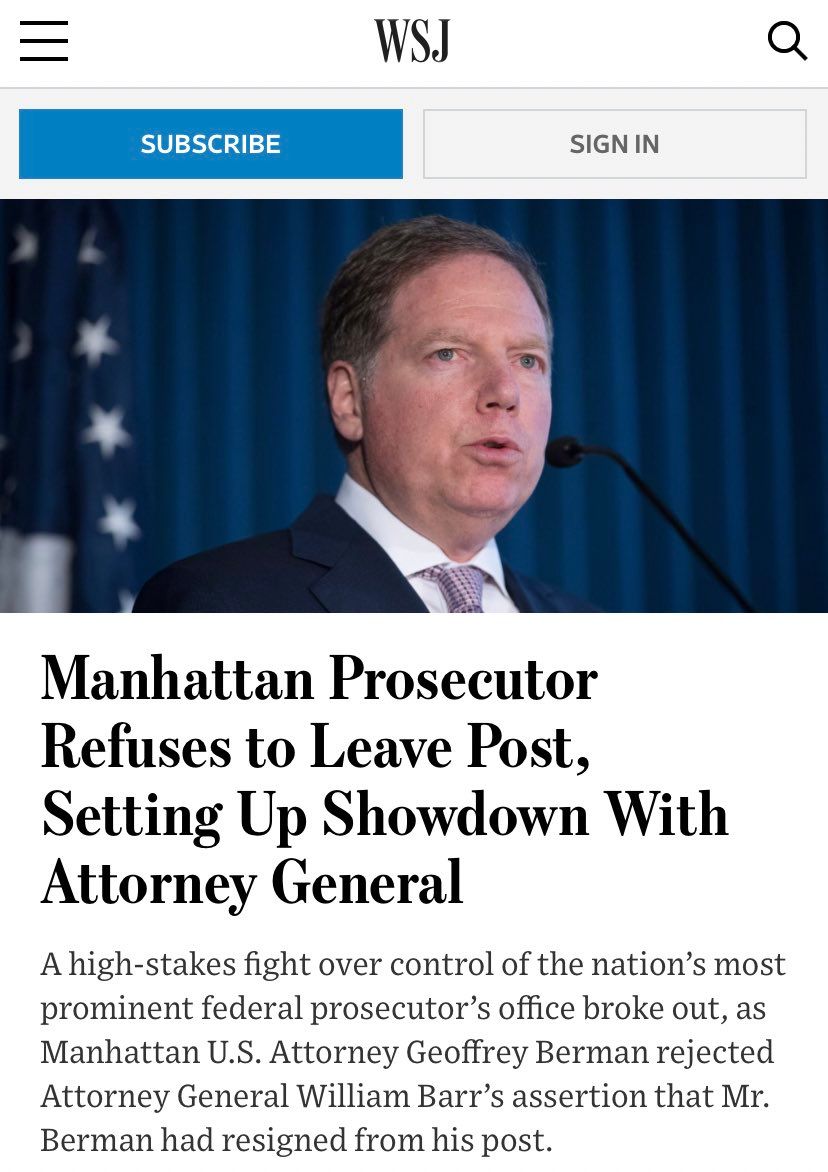 WSJ
SUBSCRIBE
SIGN IN
Manhattan Prosecutor
Refuses to Leave Post,
Setting Up Showdown With
Attorney General
A high-stakes fight over control of the nation’s most
prominent federal prosecutor’s office broke out, as
Manhattan U.S. Attorney Geoffrey Berman rejected
Attorney General William Barr’s assertion that Mr.
Berman had resigned from his post.